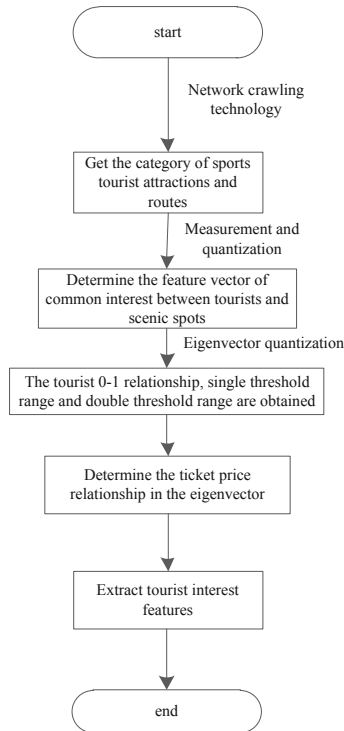 start
Network crawling
technology
Get the category of sports
tourist attractions and
routes
Measurement and
quantization
Determine the feature vector of
common interest between tourists and
scenic spots
Eigenvector quantization
The tourist 0-1 relationship, single threshold
range and double threshold range are obtained
Determine the ticket price
relationship in the eigenvector
Extract tourist interest
features
end